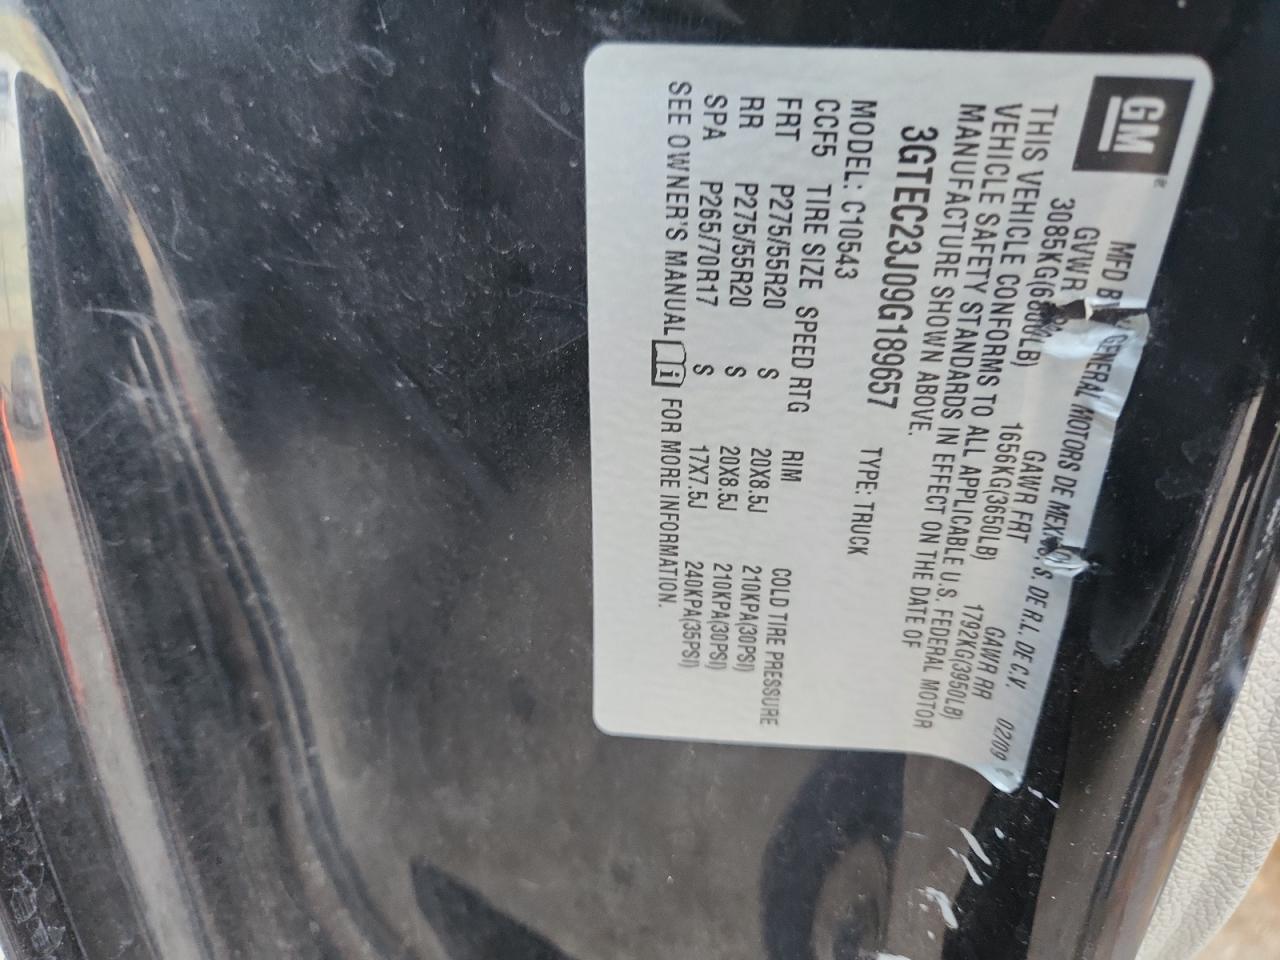 GM
MFD BY GENERAL MOTORS DE MEXICO, S. DE R.L. DE C.V. 02/09
GVWR GAWR FRT GAWR RR
3085KG(6800LB) 1656KG(3650LB) 1792KG(3950LB)
THIS VEHICLE CONFORMS TO ALL APPLICABLE U.S. FEDERAL MOTOR
VEHICLE SAFETY STANDARDS IN EFFECT ON THE DATE OF
MANUFACTURE SHOWN ABOVE.
3GTEC23J09G189657 TYPE: TRUCK
MODEL: C10543
CCF5 TIRE SIZE SPEED RTG RIM COLD TIRE PRESSURE
FRT P275/55R20 S 20X8.5J 210KPA(30PSI)
RR P275/55R20 S 20X8.5J 210KPA(30PSI)
SPA P265/70R17 S 17X7.5J 240KPA(35PSI)
SEE OWNER'S MANUAL FOR MORE INFORMATION.